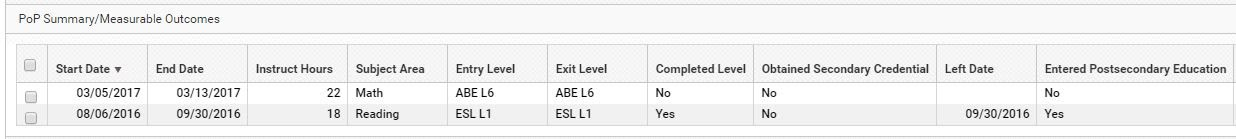 PoP Summary/Measurable Outcomes
Start Date ▼ End Date Instruct Hours Subject Area Entry Level Exit Level Completed Level Obtained Secondary Credential Left Date Entered Postsecondary Education
03/05/2017 03/13/2017 22 Math ABE L6 ABE L6 No No No
08/06/2016 09/30/2016 18 Reading ESL L1 ESL L1 Yes No 09/30/2016 Yes